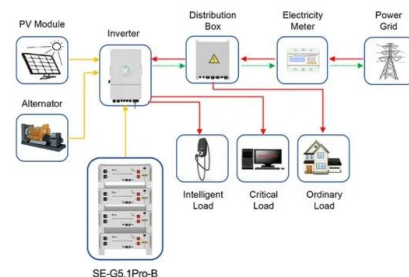 PV Module
Inverter
Distribution
Box
Electricity
Meter
Power
Grid
Alternator
Intelligent
Load
Critical
Load
Ordinary
Load
SE-G5.1Pro-B